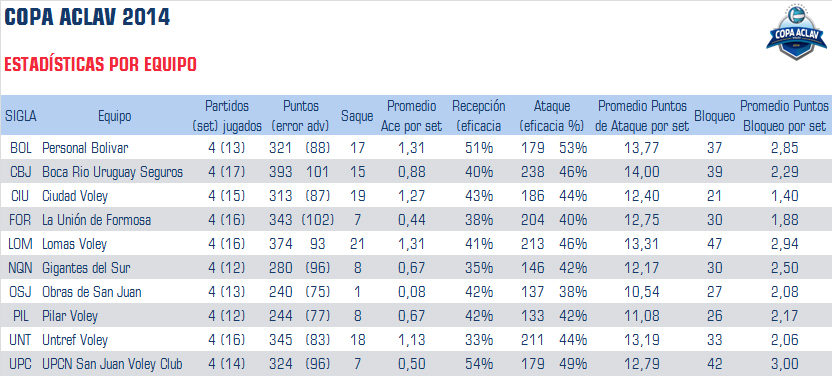 COPA ACLAV 2014
COPA ACLAV
ESTADÍSTICAS POR EQUIPO
SIGLA Equipo Partidos (set) jugados Puntos (error adv) Saque Promedio Ace por set Recepción (eficacia Ataque (eficacia %) Promedio Puntos de Ataque por set Bloqueo Promedio Puntos Bloqueo por set
BOL Personal Bolivar 4 (13) 321 (88) 17 1,31 51% 179 53% 13,77 37 2,85
CBJ Boca Rio Uruguay Seguros 4 (17) 393 101 15 0,88 40% 238 46% 14,00 39 2,29
CIU Ciudad Voley 4 (15) 313 (87) 19 1,27 43% 186 44% 12,40 21 1,40
FOR La Unión de Formosa 4 (16) 343 (102) 7 0,44 38% 204 40% 12,75 30 1,88
LOM Lomas Voley 4 (16) 374 93 21 1,31 41% 213 46% 13,31 47 2,94
NQN Gigantes del Sur 4 (12) 280 (96) 8 0,67 35% 146 42% 12,17 30 2,50
OSJ Obras de San Juan 4 (13) 240 (75) 1 0,08 42% 137 38% 10,54 27 2,08
PIL Pilar Voley 4 (12) 244 (77) 8 0,67 42% 133 42% 11,08 26 2,17
UNT Untref Voley 4 (16) 345 (83) 18 1,13 33% 211 44% 13,19 33 2,06
UPC UPCN San Juan Voley Club 4 (14) 324 (96) 7 0,50 54% 179 49% 12,79 42 3,00